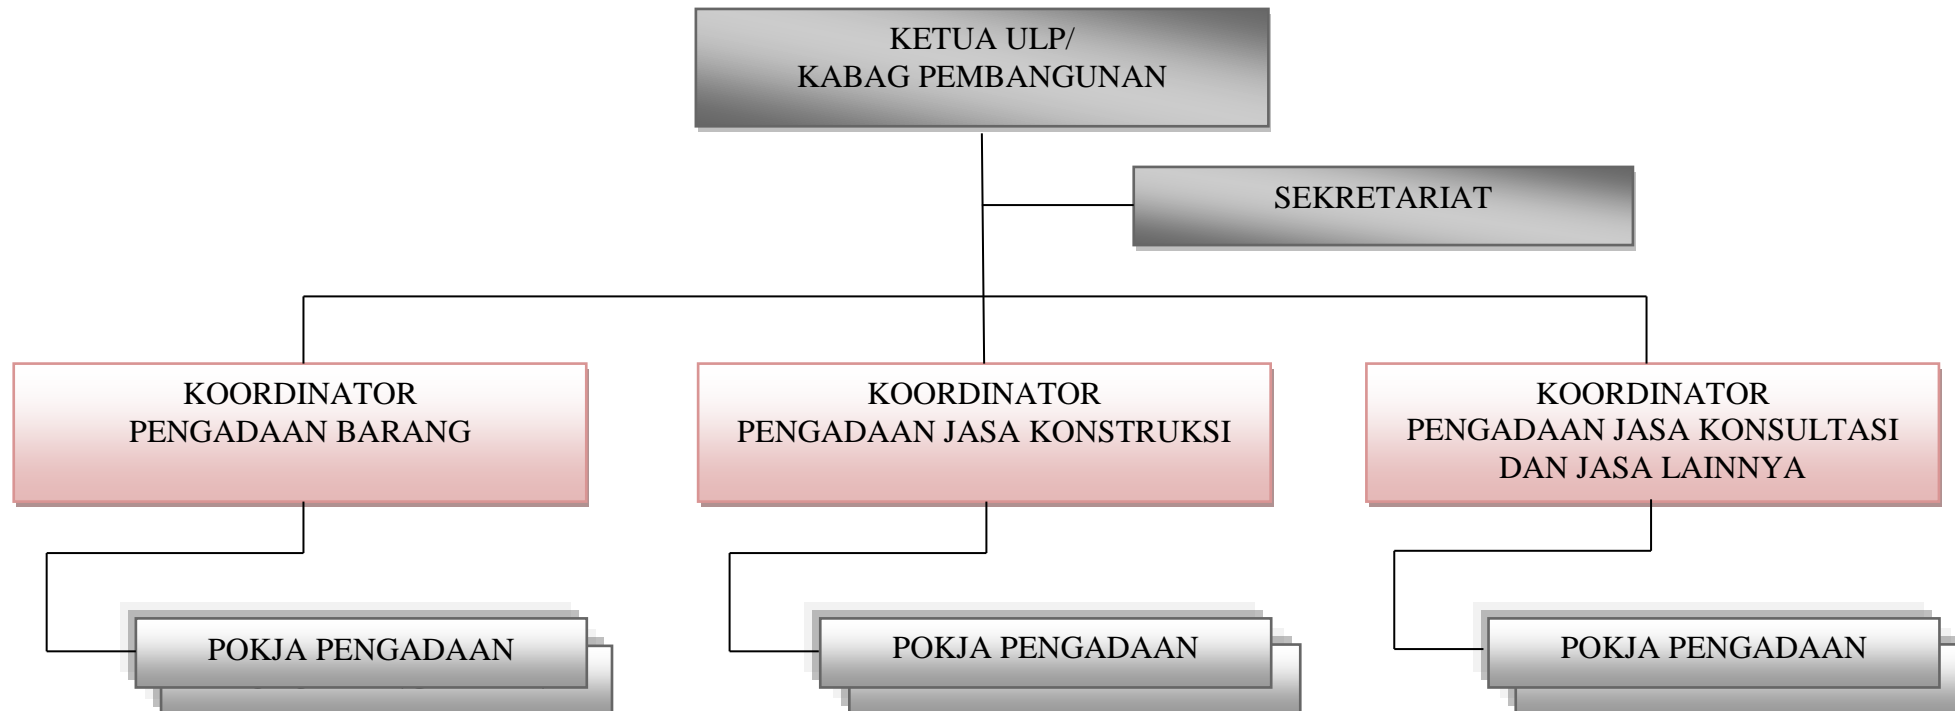 KETUA ULP/
KABAG PEMBANGUNAN
SEKRETARIAT
KOORDINATOR
PENGADAAN BARANG
KOORDINATOR
PENGADAAN JASA KONSTRUKSI
KOORDINATOR
PENGADAAN JASA KONSULTASI
DAN JASA LAINNYA
POKJA PENGADAAN
POKJA PENGADAAN
POKJA PENGADAAN